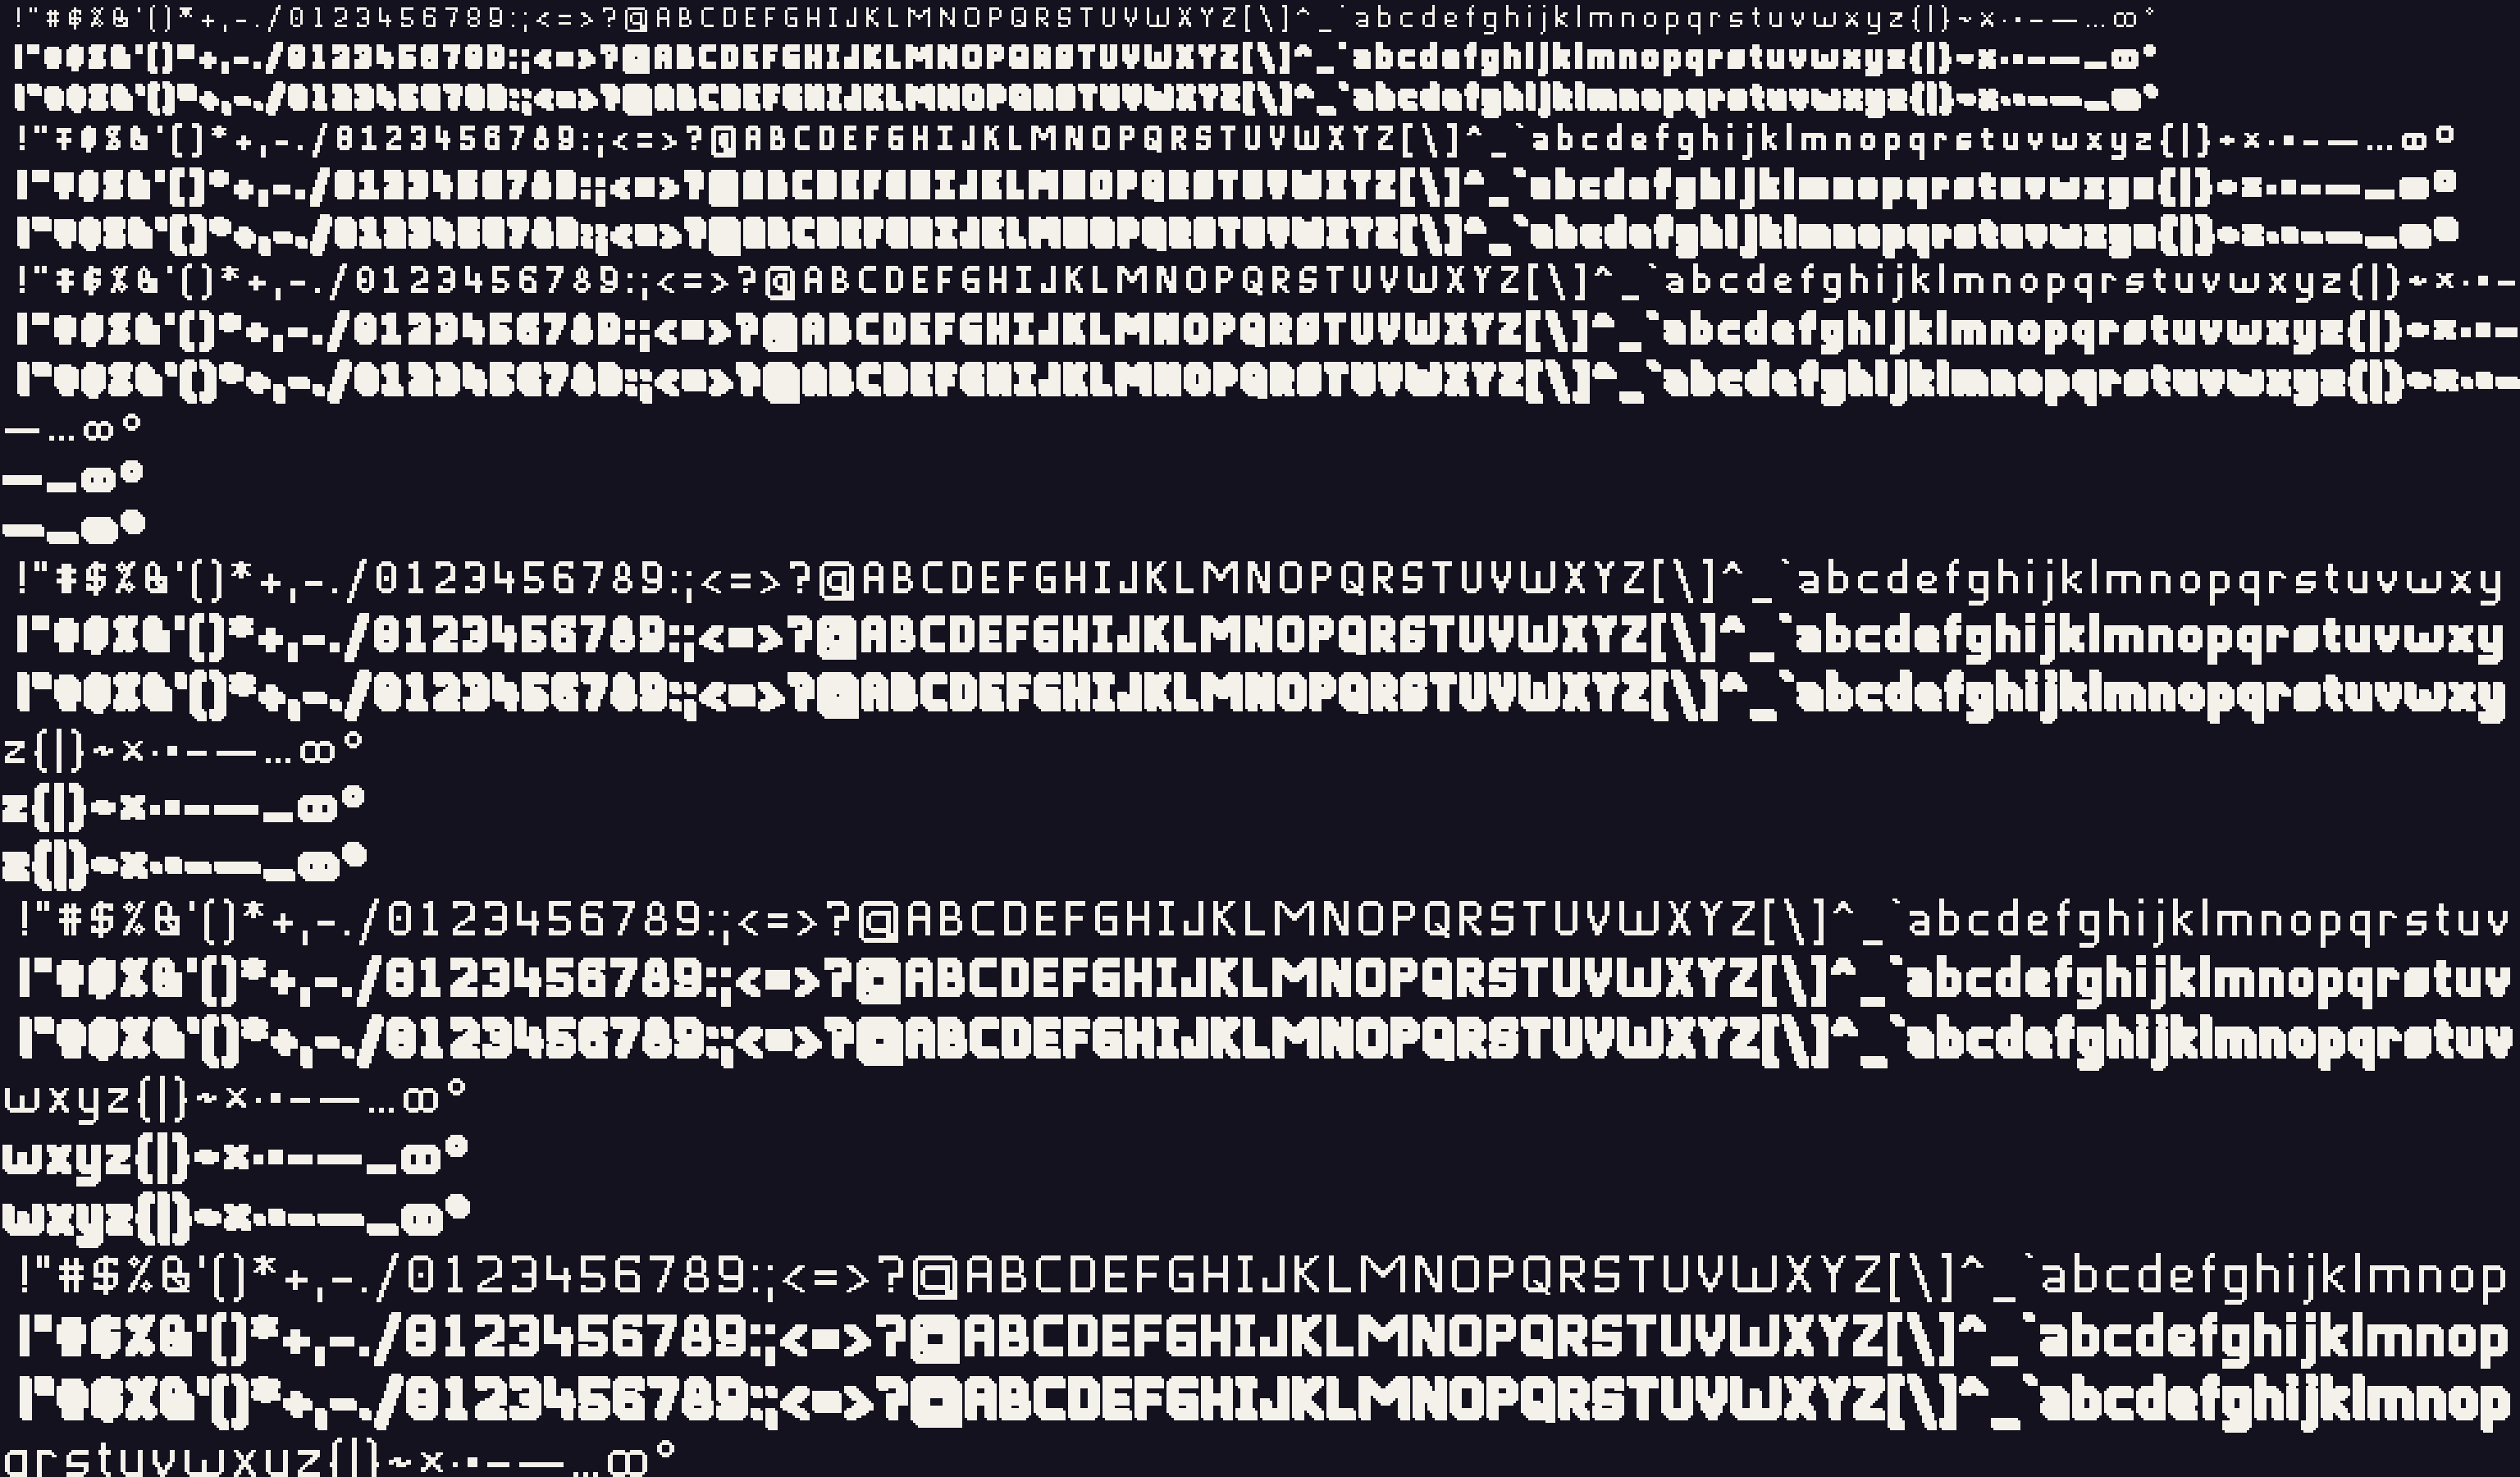 !"#$%&'()*+,-./0123456789:;<=>?@ABCDEFGHIJKLMNOPQRSTUVWXYZ[\]^_`abcdefghijklmnopqrstuvwxyz{|}~×·•–—…∞°
!"#$%&'()*+,-./0123456789:;<=>?@ABCDEFGHIJKLMNOPQRSTUVWXYZ[\]^_`abcdefghijklmnopqrstuvwxyz{|}~×·•–—…∞°
!"#$%&'()*+,-./0123456789:;<=>?@ABCDEFGHIJKLMNOPQRSTUVWXYZ[\]^_`abcdefghijklmnopqrstuvwxyz{|}~×·•–—…∞°
!"#$%&'()*+,-./0123456789:;<=>?@ABCDEFGHIJKLMNOPQRSTUVWXYZ[\]^_`abcdefghijklmnopqrstuvwxyz{|}~×·•–—…∞°
!"#$%&'()*+,-./0123456789:;<=>?@ABCDEFGHIJKLMNOPQRSTUVWXYZ[\]^_`abcdefghijklmnopqrstuvwxyz{|}~×·•–—…∞°
!"#$%&'()*+,-./0123456789:;<=>?@ABCDEFGHIJKLMNOPQRSTUVWXYZ[\]^_`abcdefghijklmnopqrstuvwxyz{|}~×·•–—…∞°
!"#$%&'()*+,-./0123456789:;<=>?@ABCDEFGHIJKLMNOPQRSTUVWXYZ[\]^_`abcdefghijklmnopqrstuvwxyz{|}~×·•–
!"#$%&'()*+,-./0123456789:;<=>?@ABCDEFGHIJKLMNOPQRSTUVWXYZ[\]^_`abcdefghijklmnopqrstuvwxyz{|}~×·•–
!"#$%&'()*+,-./0123456789:;<=>?@ABCDEFGHIJKLMNOPQRSTUVWXYZ[\]^_`abcdefghijklmnopqrstuvwxyz{|}~×·•–
—…∞°
—…∞°
—…∞°
!"#$%&'()*+,-./0123456789:;<=>?@ABCDEFGHIJKLMNOPQRSTUVWXYZ[\]^_`abcdefghijklmnopqrstuvwxy
!"#$%&'()*+,-./0123456789:;<=>?@ABCDEFGHIJKLMNOPQRSTUVWXYZ[\]^_`abcdefghijklmnopqrstuvwxy
!"#$%&'()*+,-./0123456789:;<=>?@ABCDEFGHIJKLMNOPQRSTUVWXYZ[\]^_`abcdefghijklmnopqrstuvwxy
z{|}~×·•–—…∞°
z{|}~×·•–—…∞°
z{|}~×·•–—…∞°
!"#$%&'()*+,-./0123456789:;<=>?@ABCDEFGHIJKLMNOPQRSTUVWXYZ[\]^_`abcdefghijklmnopqrstuv
!"#$%&'()*+,-./0123456789:;<=>?@ABCDEFGHIJKLMNOPQRSTUVWXYZ[\]^_`abcdefghijklmnopqrstuv
!"#$%&'()*+,-./0123456789:;<=>?@ABCDEFGHIJKLMNOPQRSTUVWXYZ[\]^_`abcdefghijklmnopqrstuv
wxyz{|}~×·•–—…∞°
wxyz{|}~×·•–—…∞°
wxyz{|}~×·•–—…∞°
!"#$%&'()*+,-./0123456789:;<=>?@ABCDEFGHIJKLMNOPQRSTUVWXYZ[\]^_`abcdefghijklmnop
!"#$%&'()*+,-./0123456789:;<=>?@ABCDEFGHIJKLMNOPQRSTUVWXYZ[\]^_`abcdefghijklmnop
!"#$%&'()*+,-./0123456789:;<=>?@ABCDEFGHIJKLMNOPQRSTUVWXYZ[\]^_`abcdefghijklmnop
qrstuvwxyz{|}~×·•–—…∞°